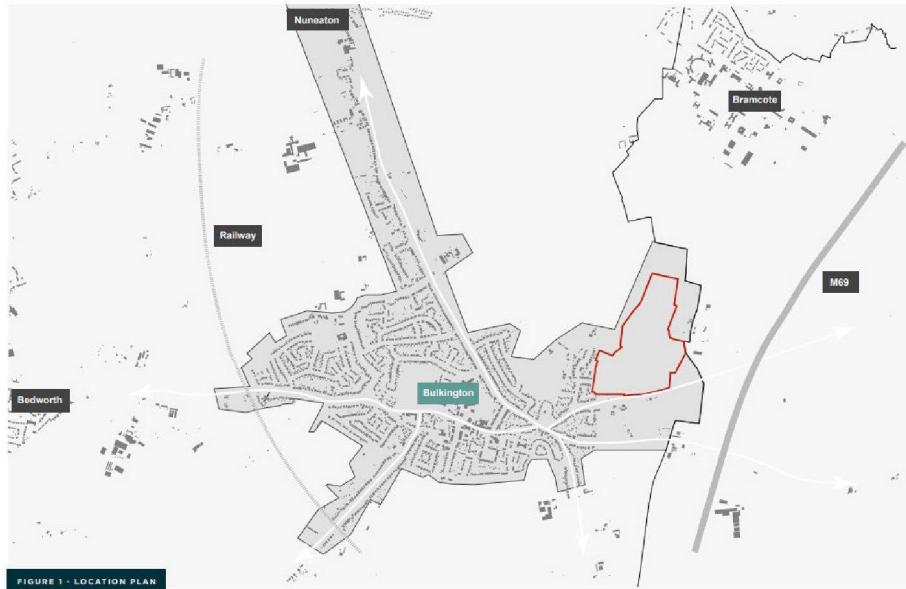 Nuneaton
Bramcote
Railway
M69
Bulkington
Bedworth
FIGURE 1 - LOCATION PLAN